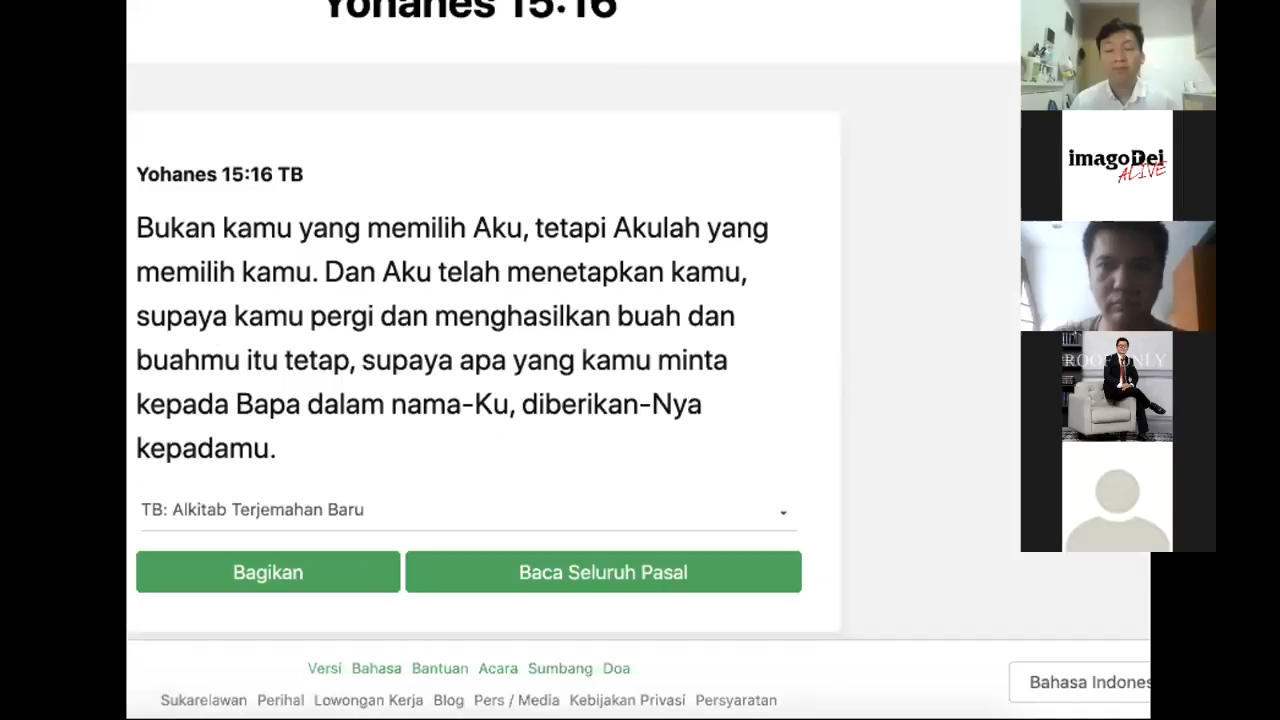 Yohanes 15:16
Yohanes 15:16 TB
Bukan kamu yang memilih Aku, tetapi Akulah yang
memilih kamu. Dan Aku telah menetapkan kamu,
supaya kamu pergi dan menghasilkan buah dan
buahmu itu tetap, supaya apa yang kamu minta
kepada Bapa dalam nama-Ku, diberikan-Nya
kepadamu.
TB: Alkitab Terjemahan Baru
Bagikan Baca Seluruh Pasal
Versi Bahasa Bantuan Acara Sumbang Doa
Sukarelawan Perihal Lowongan Kerja Blog Pers / Media Kebijakan Privasi Persyaratan
Bahasa Indones
imagoDei
ALIVE
PROOF ONLY